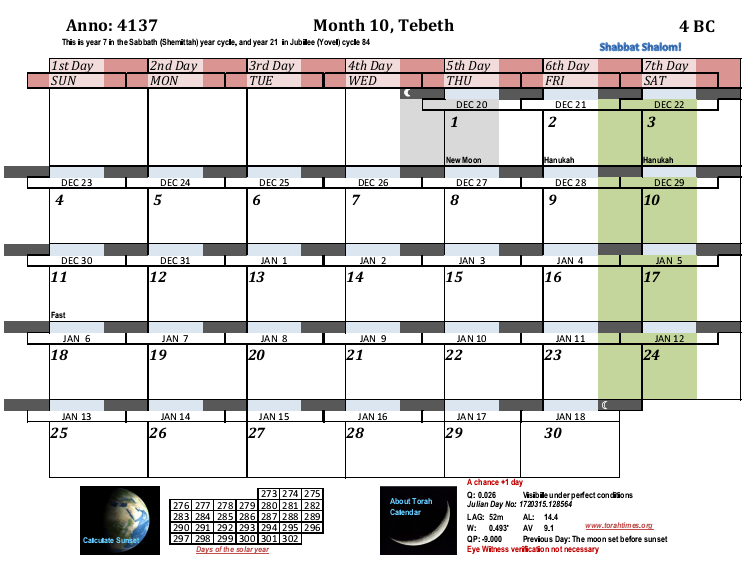 Anno: 4137 Month 10, Tebeth 4 BC
This is year 7 in the Sabbath (Shemittah) year cycle, and year 21 in Jubilee (Yovel) cycle 84
Shabbat Shalom!
1st Day 2nd Day 3rd Day 4th Day 5th Day 6th Day 7th Day
SUN MON TUE WED THU FRI SAT
DEC 20 DEC 21 DEC 22
1 2 3
New Moon Hanukah Hanukah
DEC 23 DEC 24 DEC 25 DEC 26 DEC 27 DEC 28 DEC 29
4 5 6 7 8 9 10
DEC 30 DEC 31 JAN 1 JAN 2 JAN 3 JAN 4 JAN 5
11 12 13 14 15 16 17
Fast
JAN 6 JAN 7 JAN 8 JAN 9 JAN 10 JAN 11 JAN 12
18 19 20 21 22 23 24
JAN 13 JAN 14 JAN 15 JAN 16 JAN 17 JAN 18
25 26 27 28 29 30
Calculate Sunset
273 274 275
276 277 278 279 280 281 282
283 284 285 286 287 288 289
290 291 292 293 294 295 296
297 298 299 300 301 302
Days of the solar year
About Torah
Calendar
A chance +1 day
Q: 0.026 Visibile under perfect conditions
Julian Day No: 1720315.128564
LAG: 52m AL: 14.4
W: 0.493' AV 9.1 www.torahtimes.org
QP: -9.000 Previous Day: The moon set before sunset
Eye Witness verification not necessary